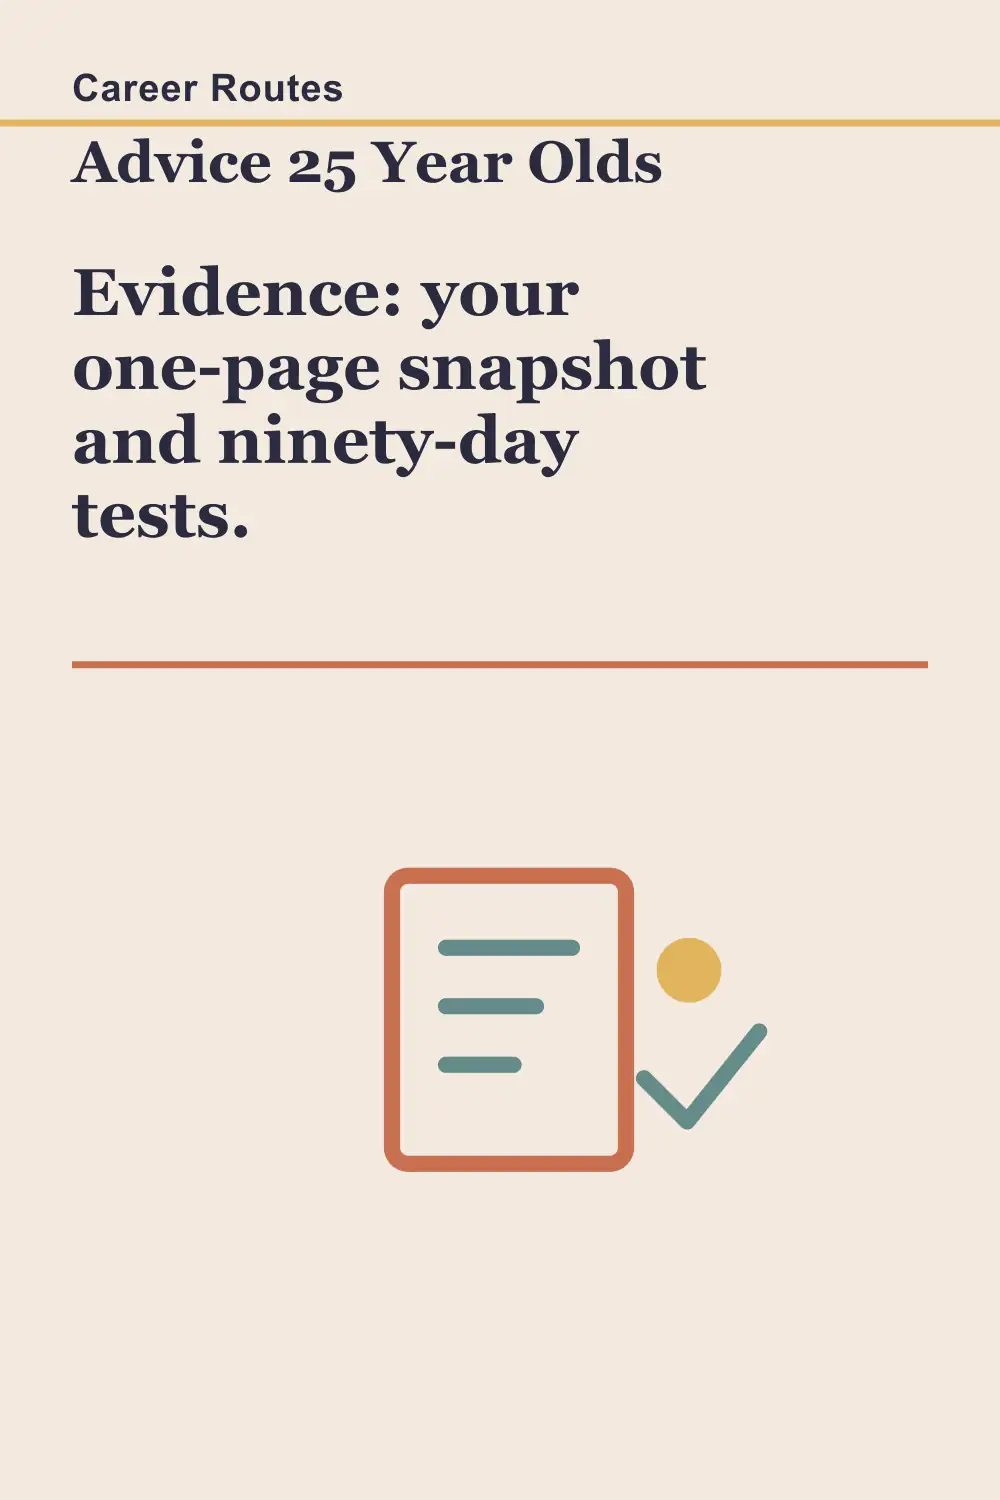 Career Routes
Advice 25 Year Olds
Evidence: your
one-page snapshot
and ninety-day
tests.